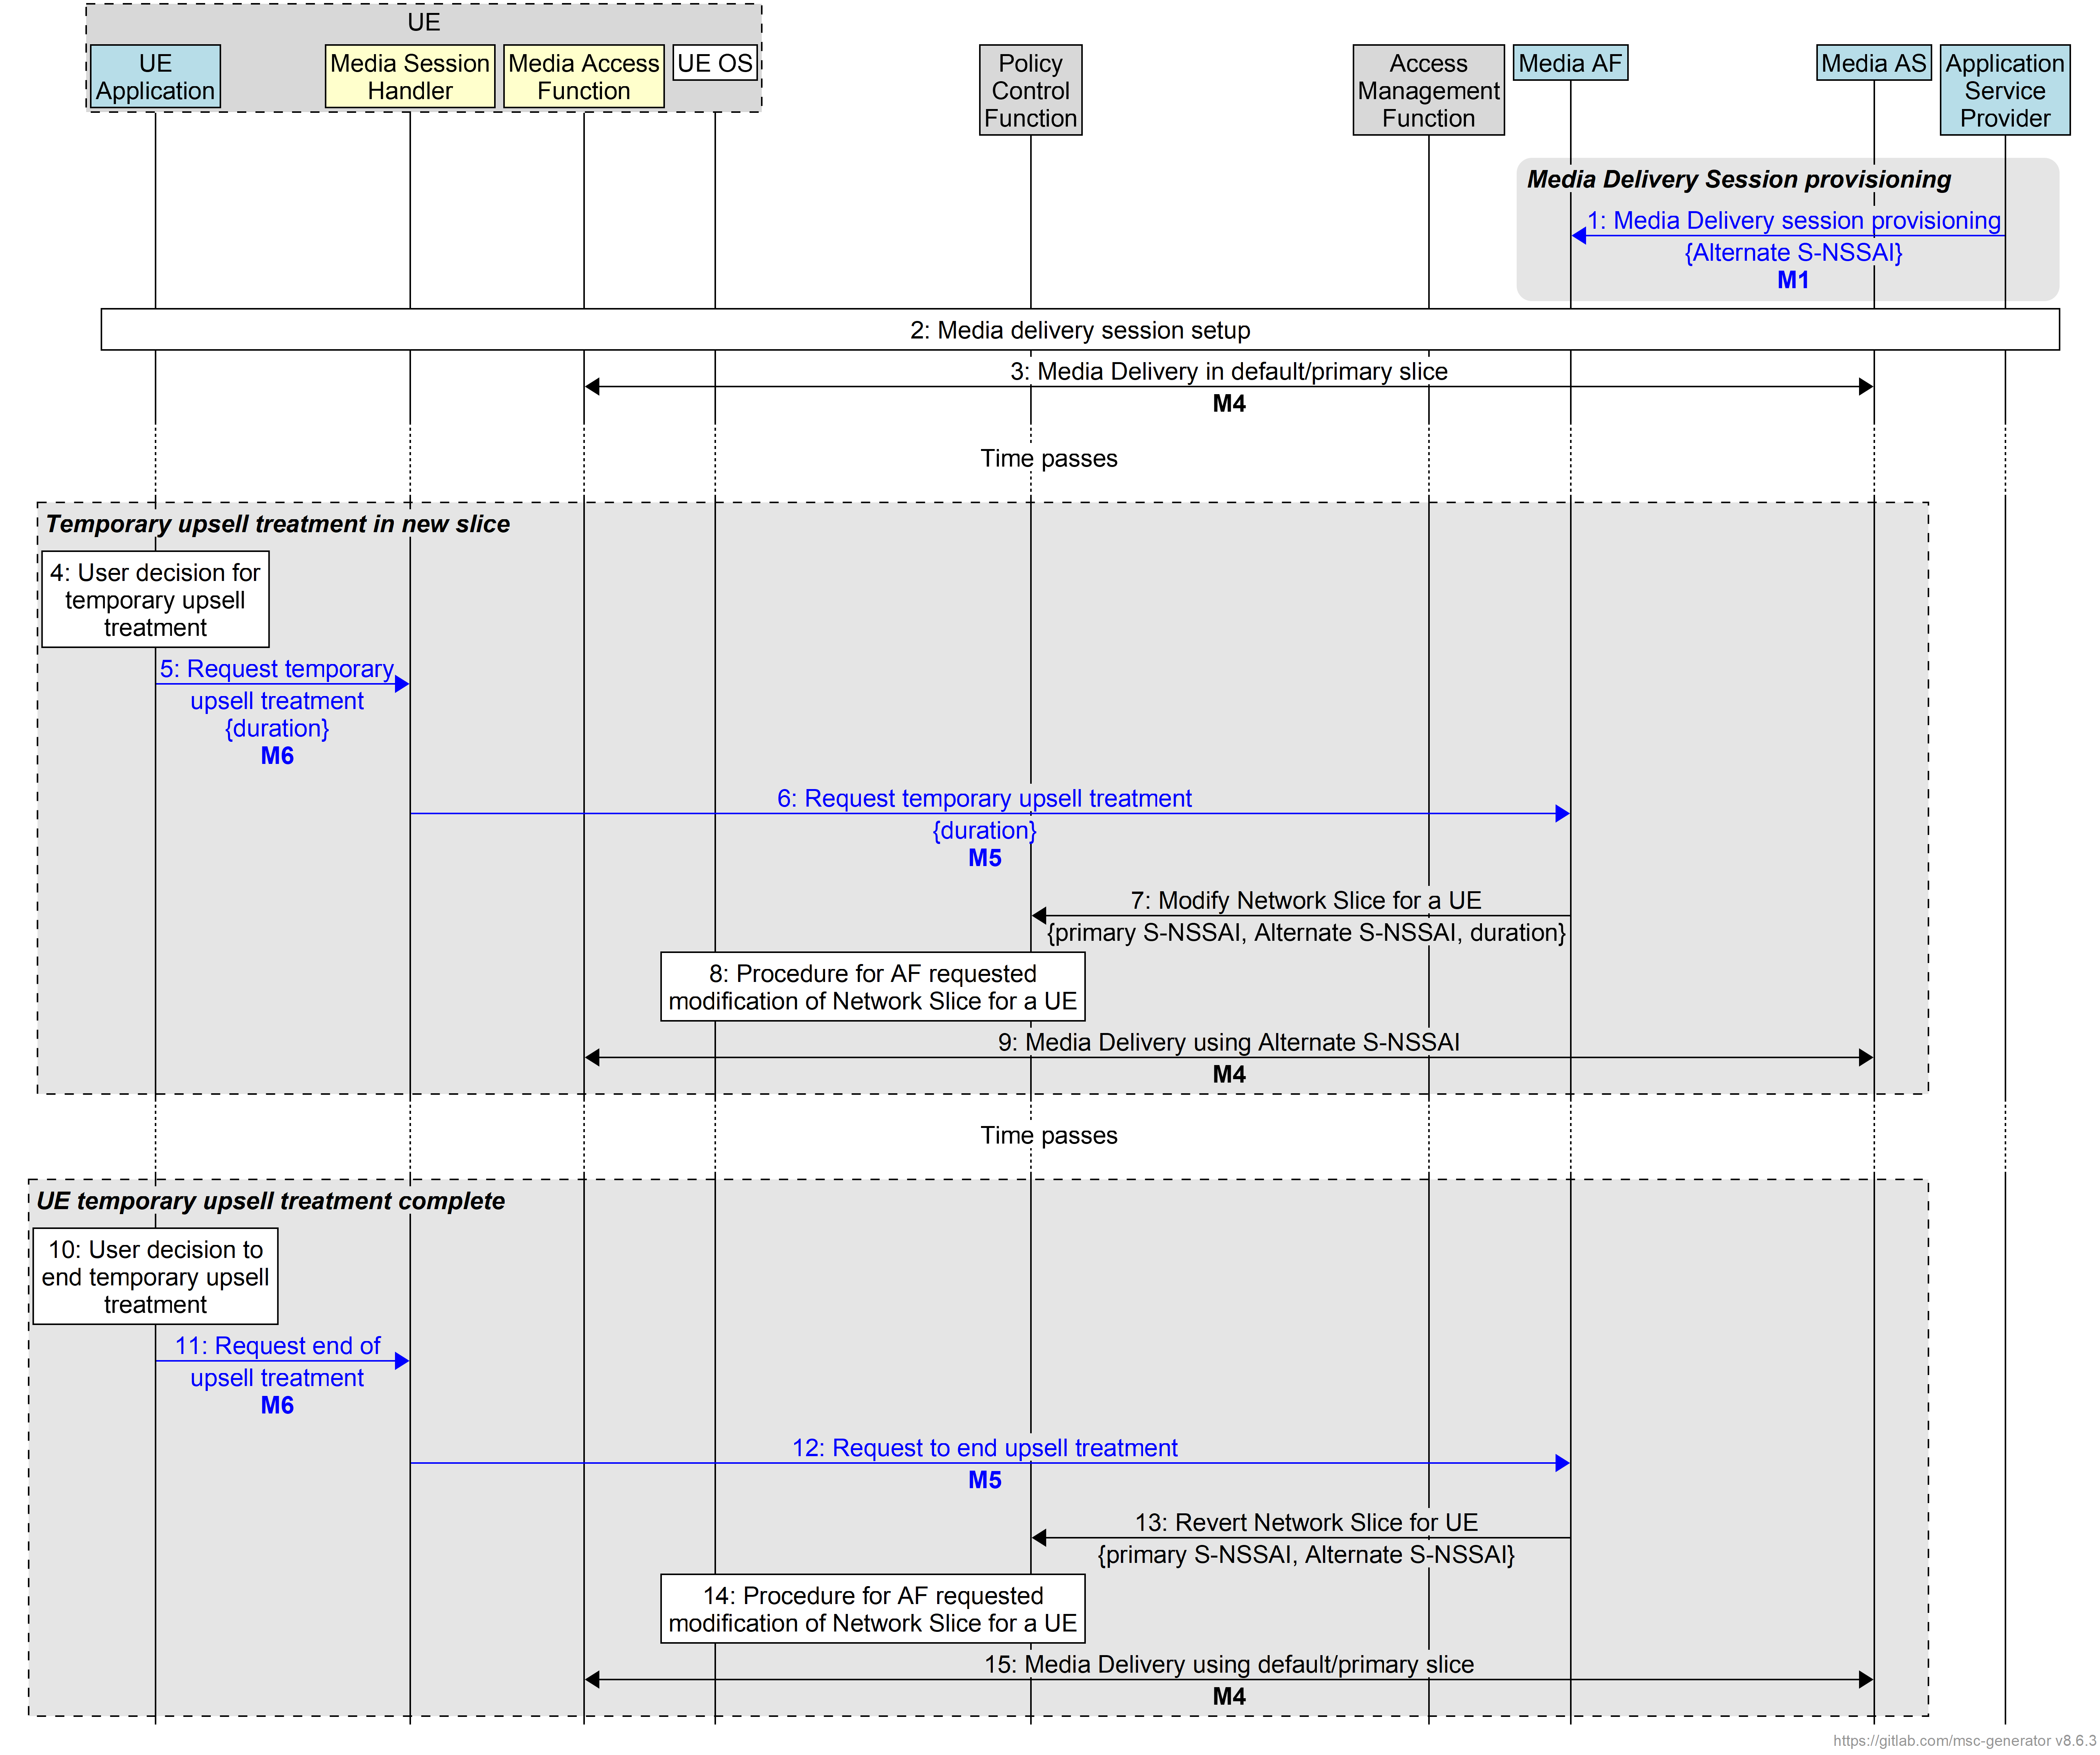 UE
UE
Application
Media Session
Handler
Media Access
Function
UE OS
Policy
Control
Function
Access
Management
Function
Media AF
Media AS
Application
Service
Provider
Media Delivery Session provisioning
1: Media Delivery session provisioning
{Alternate S-NSSAI}
M1
2: Media delivery session setup
3: Media Delivery in default/primary slice
M4
Time passes
Temporary upsell treatment in new slice
4: User decision for
temporary upsell
treatment
5: Request temporary
upsell treatment
{duration}
M6
6: Request temporary upsell treatment
{duration}
M5
7: Modify Network Slice for a UE
{primary S-NSSAI, Alternate S-NSSAI, duration}
8: Procedure for AF requested
modification of Network Slice for a UE
9: Media Delivery using Alternate S-NSSAI
M4
Time passes
UE temporary upsell treatment complete
10: User decision to
end temporary upsell
treatment
11: Request end of
upsell treatment
M6
12: Request to end upsell treatment
M5
13: Revert Network Slice for UE
{primary S-NSSAI, Alternate S-NSSAI}
14: Procedure for AF requested
modification of Network Slice for a UE
15: Media Delivery using default/primary slice
M4
https://gitlab.com/msc-generator v8.6.3